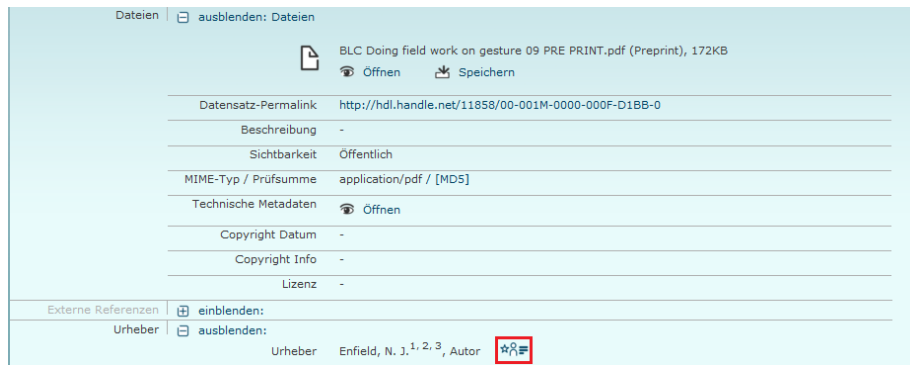 Dateien ausblenden: Dateien
BLC Doing field work on gesture 09 PRE PRINT.pdf (Preprint), 172KB
Öffnen Speichern
Datensatz-Permalink http://hdl.handle.net/11858/00-001M-0000-000F-D1BB-0
Beschreibung -
Sichtbarkeit Öffentlich
MIME-Typ / Prüfsumme application/pdf / [MD5]
Technische Metadaten Öffnen
Copyright Datum -
Copyright Info -
Lizenz -
Externe Referenzen einblenden:
Urheber ausblenden:
Urheber Enfield, N. J.1, 2, 3, Autor